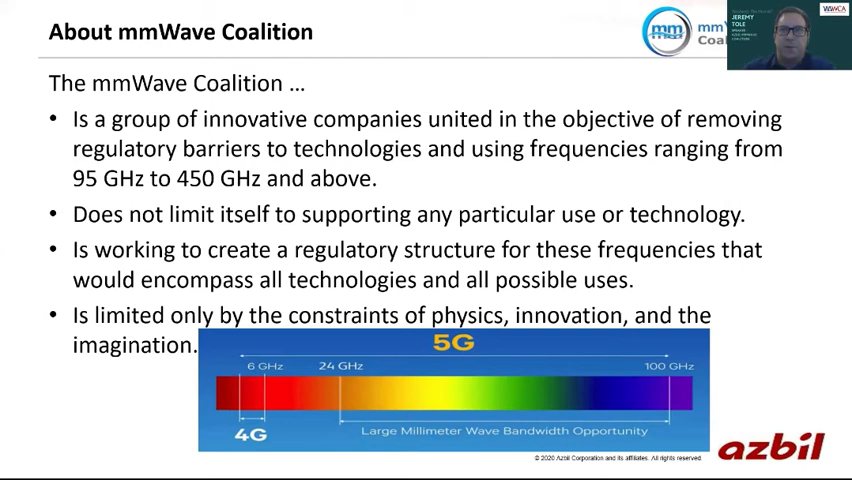 About mmWave Coalition
mm
mm
Coali
JEREMY
TOLE
The mmWave Coalition …
• Is a group of innovative companies united in the objective of removing
regulatory barriers to technologies and using frequencies ranging from
95 GHz to 450 GHz and above.
• Does not limit itself to supporting any particular use or technology.
• Is working to create a regulatory structure for these frequencies that
would encompass all technologies and all possible uses.
• Is limited only by the constraints of physics, innovation, and the
imagination.
5G
6 GHz 24 GHz 100 GHz
4G
Large Millimeter Wave Bandwidth Opportunity
© 2020 Azbil Corporation and its affiliates. All rights reserved.
azbil